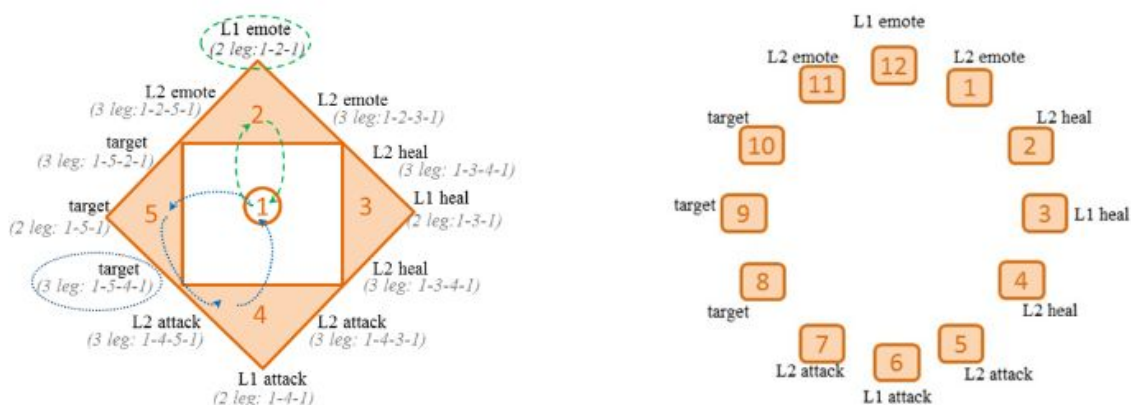 L1 emote
(2 leg:1-2-1)
L2 emote
(3 leg:1-2-5-1)
L2 emote
(3 leg:1-2-3-1)
2
target
(3 leg: 1-5-2-1)
L2 heal
(3 leg: 1-3-4-1)
target
(2 leg: 1-5-1)
5
1
3
L1 heal
(2 leg:1-3-1)
target
(3 leg: 1-5-4-1)
L2 heal
(3 leg: 1-3-4-1)
4
L2 attack
(3 leg: 1-4-5-1)
L2 attack
(3 leg: 1-4-3-1)
L1 attack
(2 leg: 1-4-1)
L1 emote
12
L2 emote
11
L2 emote
1
target
10
L2 heal
2
target
9
3
L1 heal
8
target
4
L2 heal
7
L2 attack
6
L1 attack
5
L2 attack